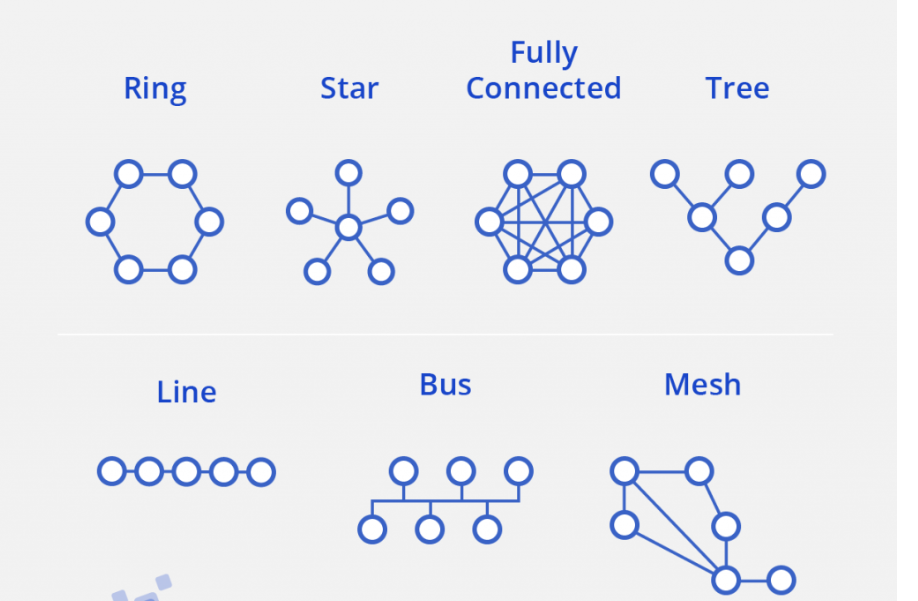 Ring
Star
Fully
Connected
Tree
Line
Bus
Mesh